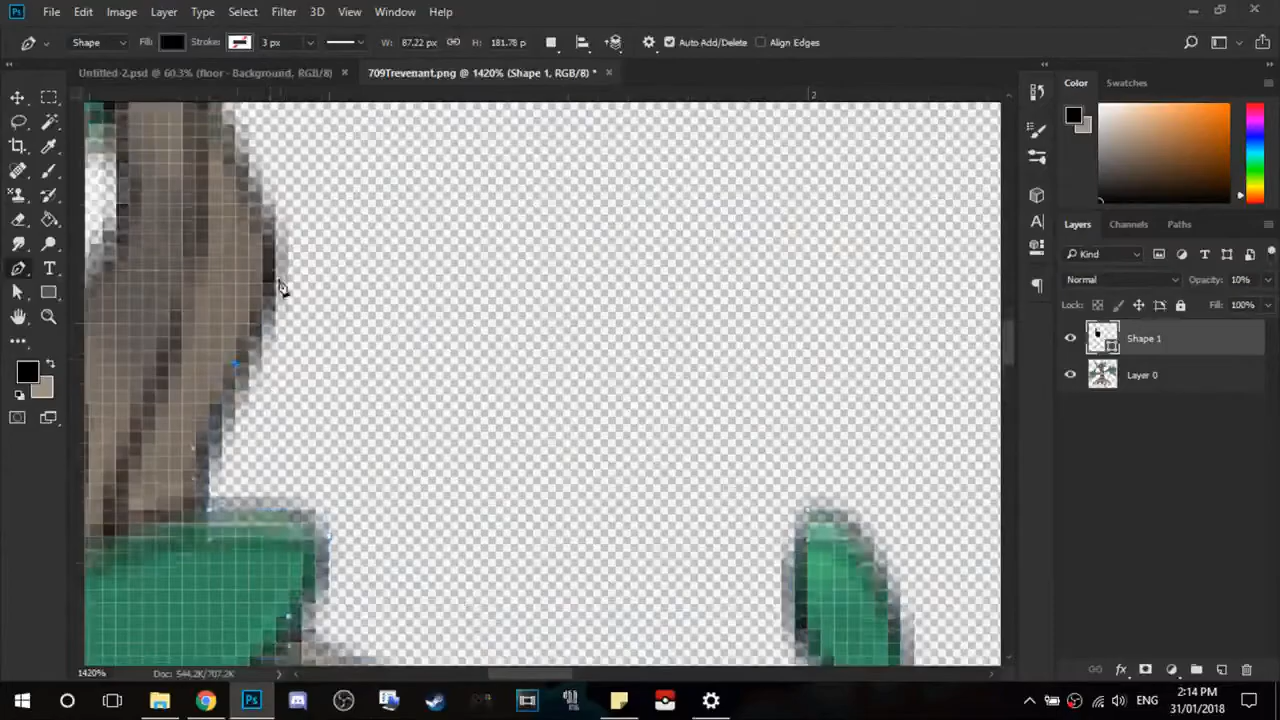 Ps File Edit Image Layer Type Select Filter 3D View Window Help
Shape Fill: Stroke: 3 px W: 87.22 px H: 181.78 p Auto Add/Delete Align Edges
Untitled-2.psd @ 60.3% (floor - Background, RGB/8) × 709Trevenant.png @ 1420% (Shape 1, RGB/8) * ×
2
Color Swatches
Layers Channels Paths
Kind
Normal Opacity: 10%
Lock: Fill: 100%
Shape 1
Layer 0
1420% Doc: 544.2K/707.2K
Ps ENG 2:14 PM
31/01/2018